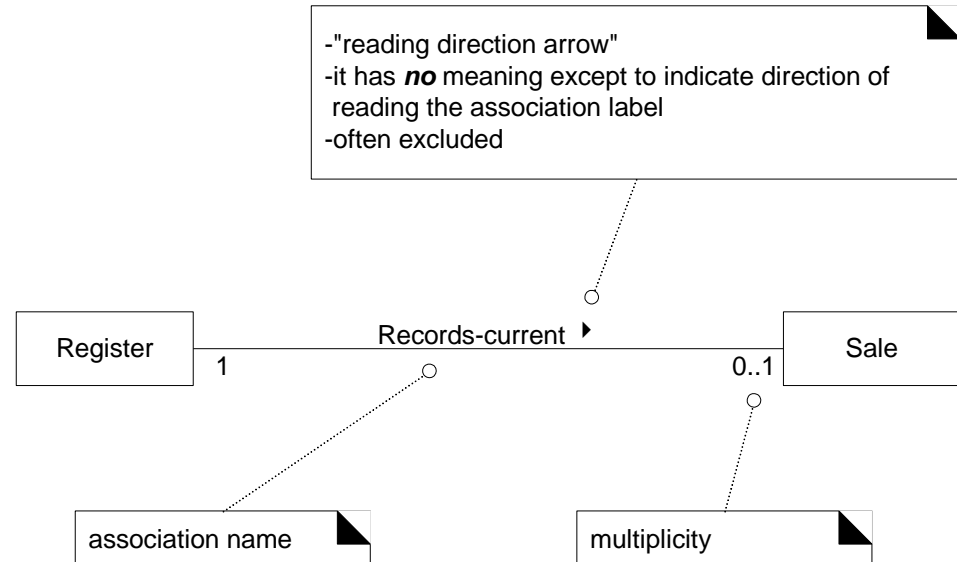 -"reading direction arrow"
-it has no meaning except to indicate direction of
reading the association label
-often excluded
Records-current
Register
Sale
1
0..1
association name
multiplicity